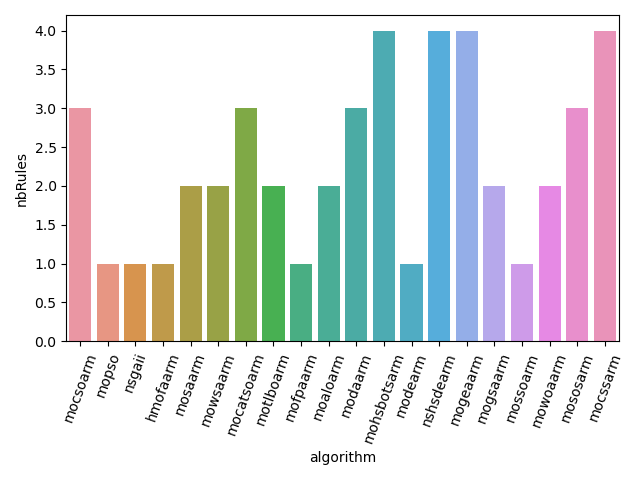 4.0
3.5
3.0
2.5
2.0
1.5
1.0
0.5
0.0
nbRules
mocsoarm
mopso
nsgaii
hmofaarm
mosaarm
mowsaarm
mocatsoarm
motlboarm
mofpaarm
moaloarm
modaarm
mohsbotsarm
modearm
nshsdearm
mogeaarm
mogsaarm
mossoarm
mowoaarm
mososarm
mocssarm
algorithm